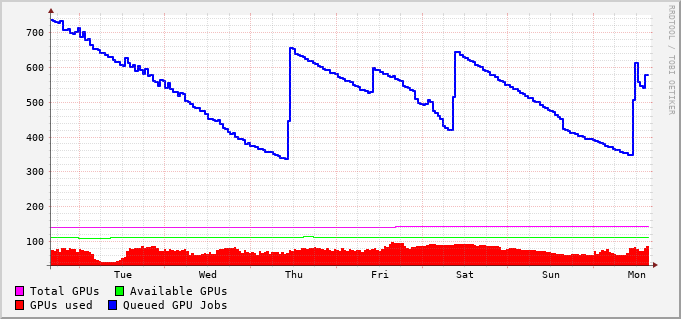 700
600
500
400
300
200
100
Tue Wed Thu Fri Sat Sun Mon
Total GPUs Available GPUs
GPUs used Queued GPU Jobs
RRDTOOL / TOBI OETIKER